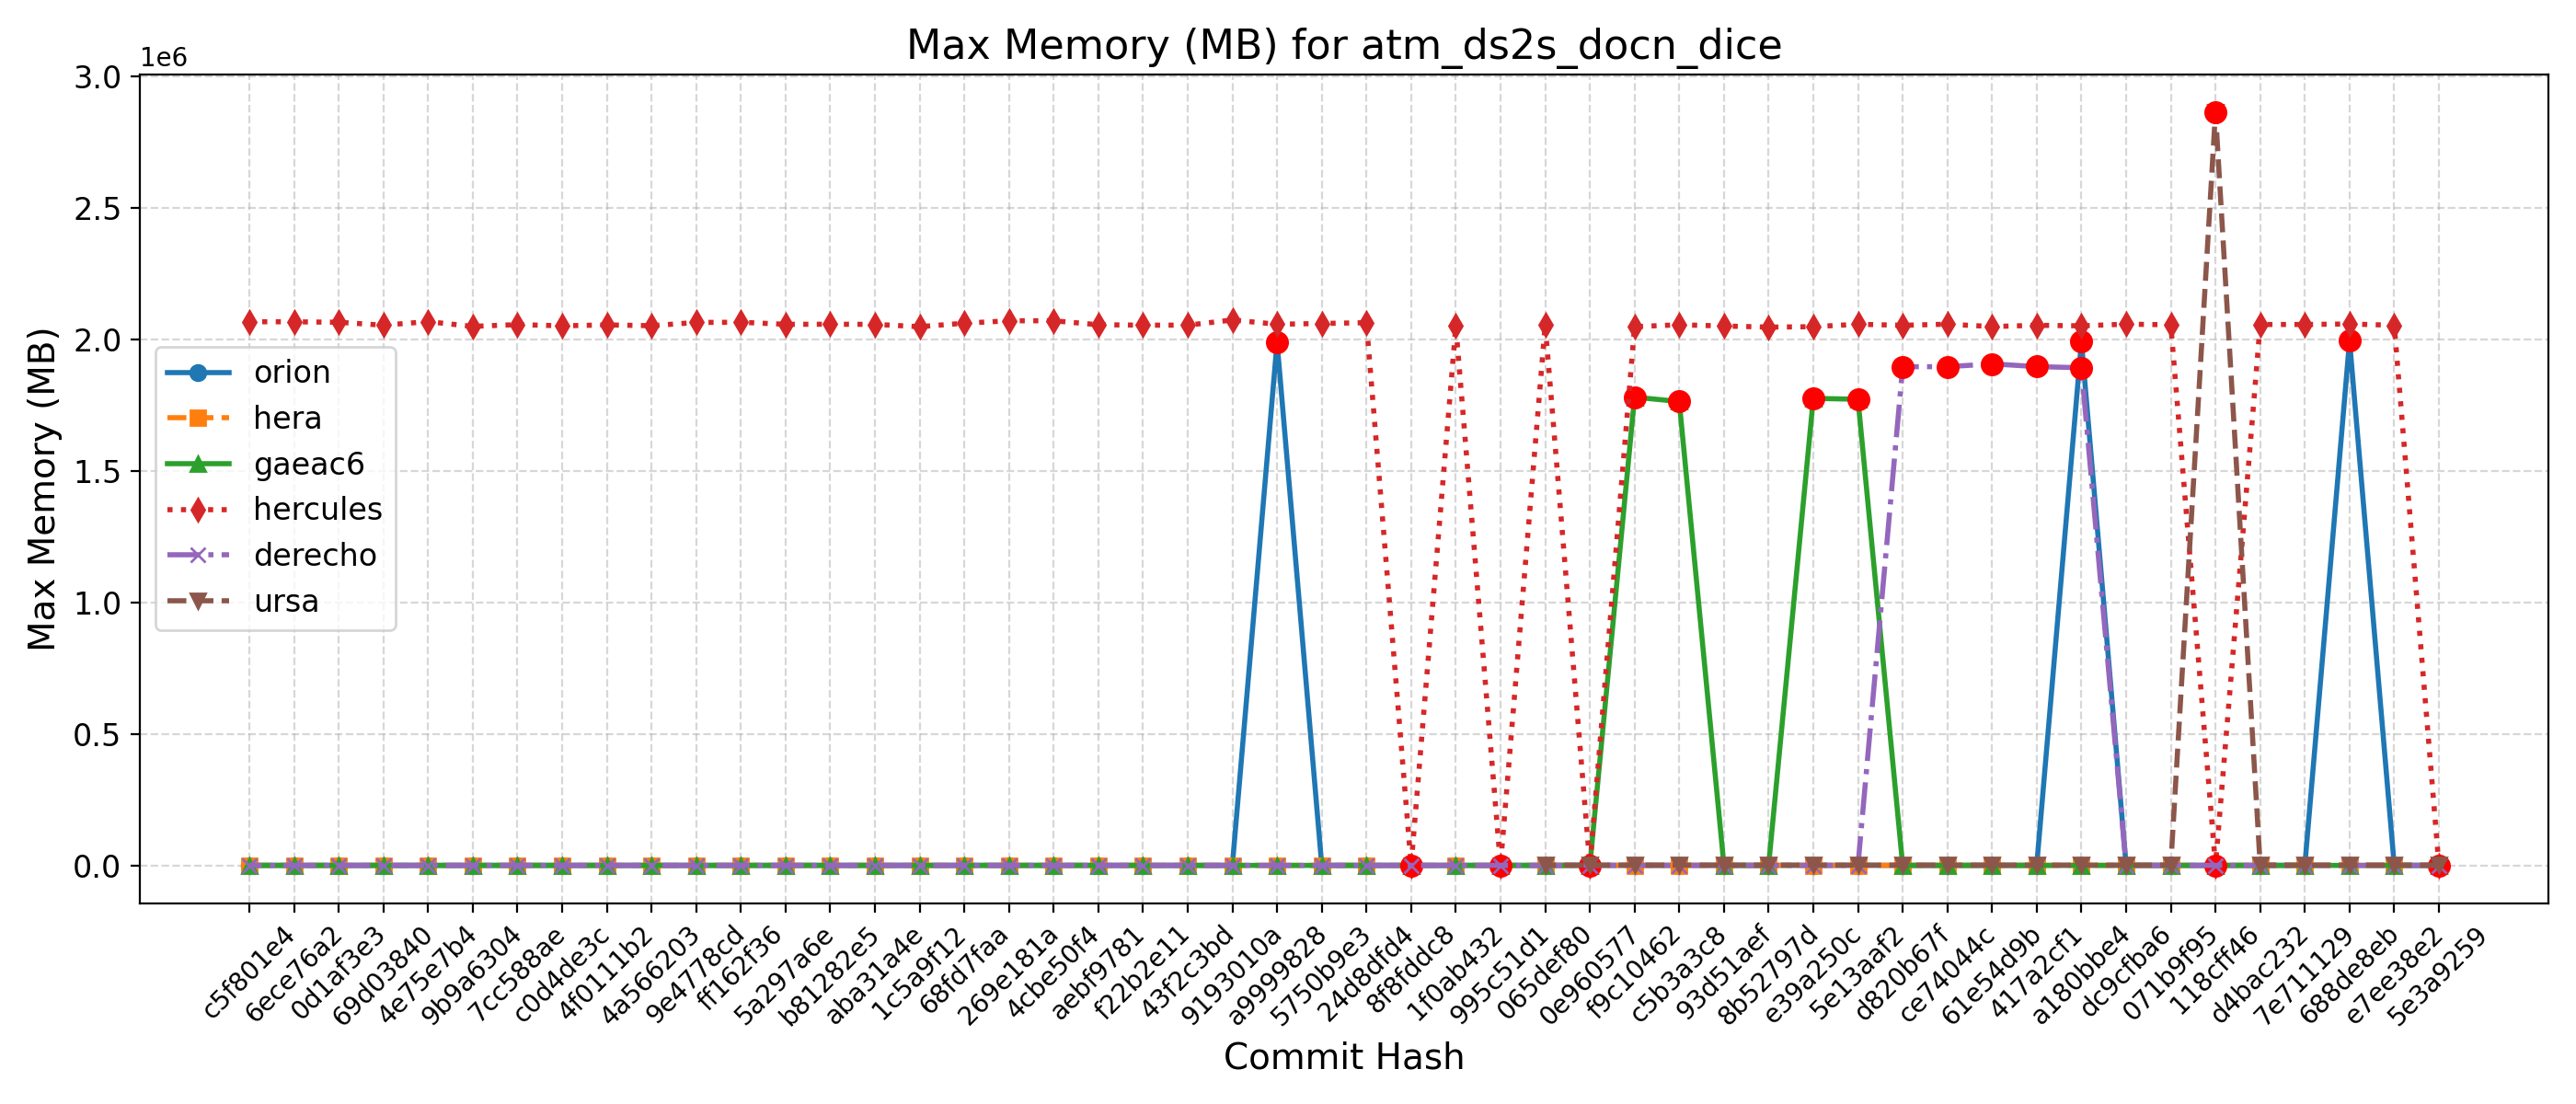 Max Memory (MB) for atm_ds2s_docn_dice
1e6
3.0
2.5
2.0
1.5
1.0
0.5
0.0
Max Memory (MB)
orion
hera
gaeac6
hercules
derecho
ursa
c5f801e4
6ece76a2
0d1af3e3
69d03840
4e75e7b4
9b9a6304
7cc588ae
c0d4de3c
4f0111b2
4a566203
9e4778cd
ff162f36
5a297a6e
b81282e5
aba31a4e
1c5a9f12
68fd7faa
269e181a
4cbe50f4
aebf9781
f22b2e11
43f2c3bd
9193010a
a9999828
5750b9e3
24d8dfd4
8f8fddc8
1f0ab432
995c51d1
065def80
0e960577
f9c10462
c5b3a3c8
93d51aef
8b52797d
e39a250c
5e13aaf2
d820b67f
ce74044c
61e54d9b
417a2cf1
a180bbe4
dc9cfba6
071b9f95
118cff46
d4bac232
7e711129
688de8eb
e7ee38e2
5e3a9259
Commit Hash